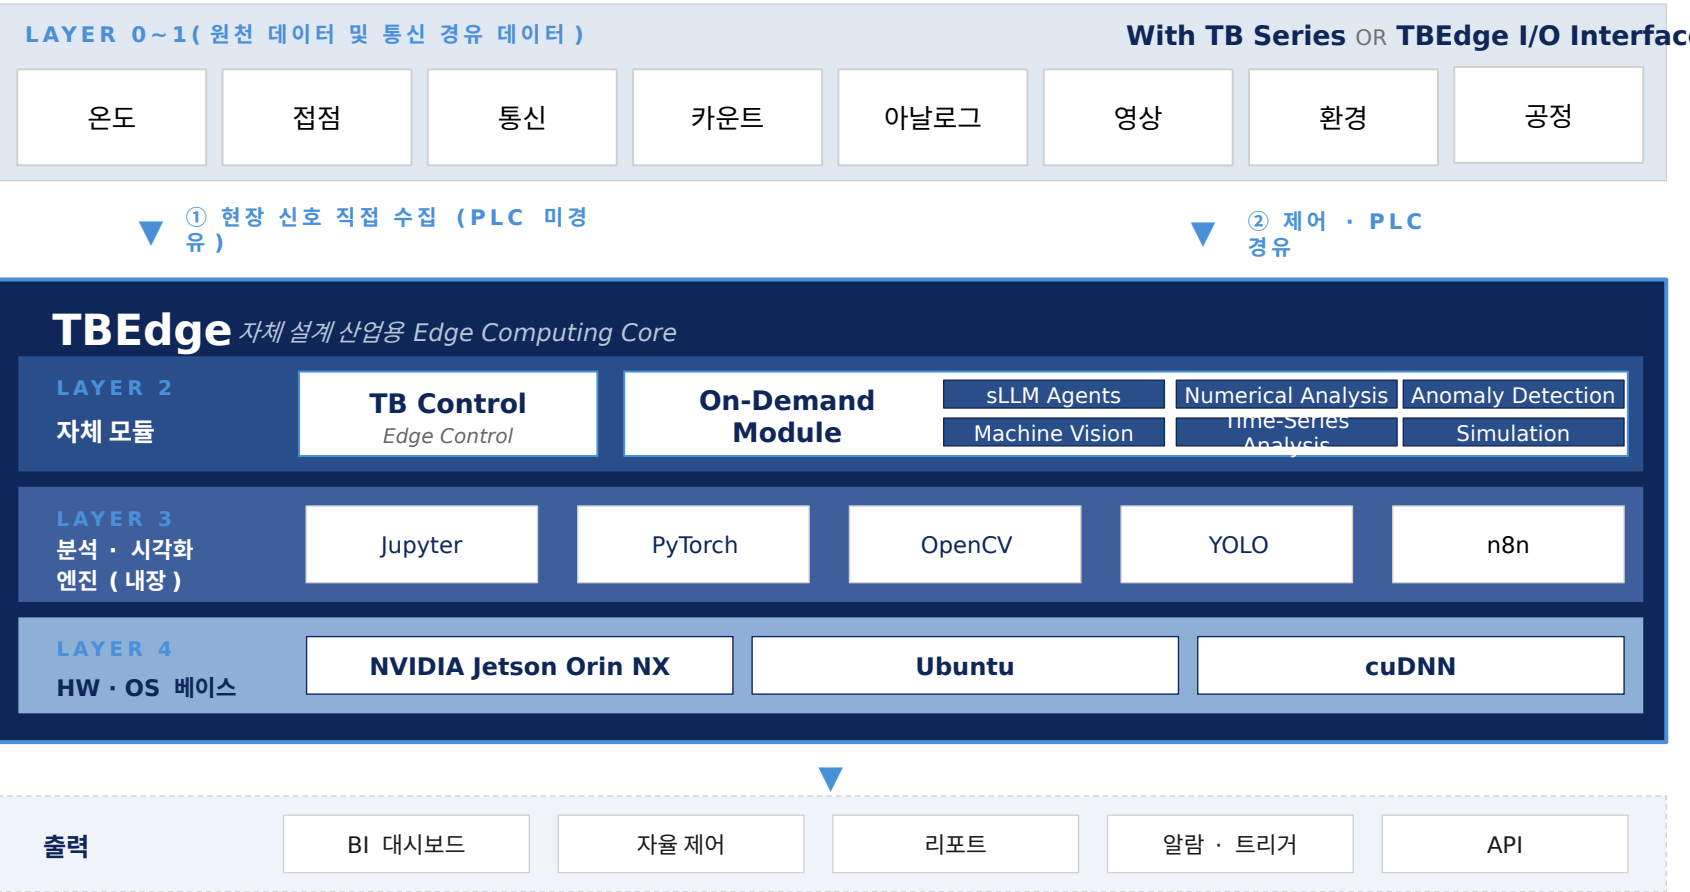 LAYER 0~1( 원천 데이터 및 통신 경유 데이터 )
With TB Series OR TBEdge I/O Interfac
온도
접점
통신
카운트
아날로그
영상
환경
공정
▼ ① 현장 신호 직접 수집 (PLC 미경
유 )
▼ ② 제어 · PLC
경유
TBEdge 자체 설계 산업용 Edge Computing Core
LAYER 2
자체 모듈
TB Control
Edge Control
On-Demand
Module
sLLM Agents
Numerical Analysis
Anomaly Detection
Machine Vision
Time-Series
Analysis
Simulation
LAYER 3
분석 · 시각화
엔진 ( 내장 )
Jupyter
PyTorch
OpenCV
YOLO
n8n
LAYER 4
HW · OS 베이스
NVIDIA Jetson Orin NX
Ubuntu
cuDNN
▼
출력
BI 대시보드
자율 제어
리포트
알람 · 트리거
API